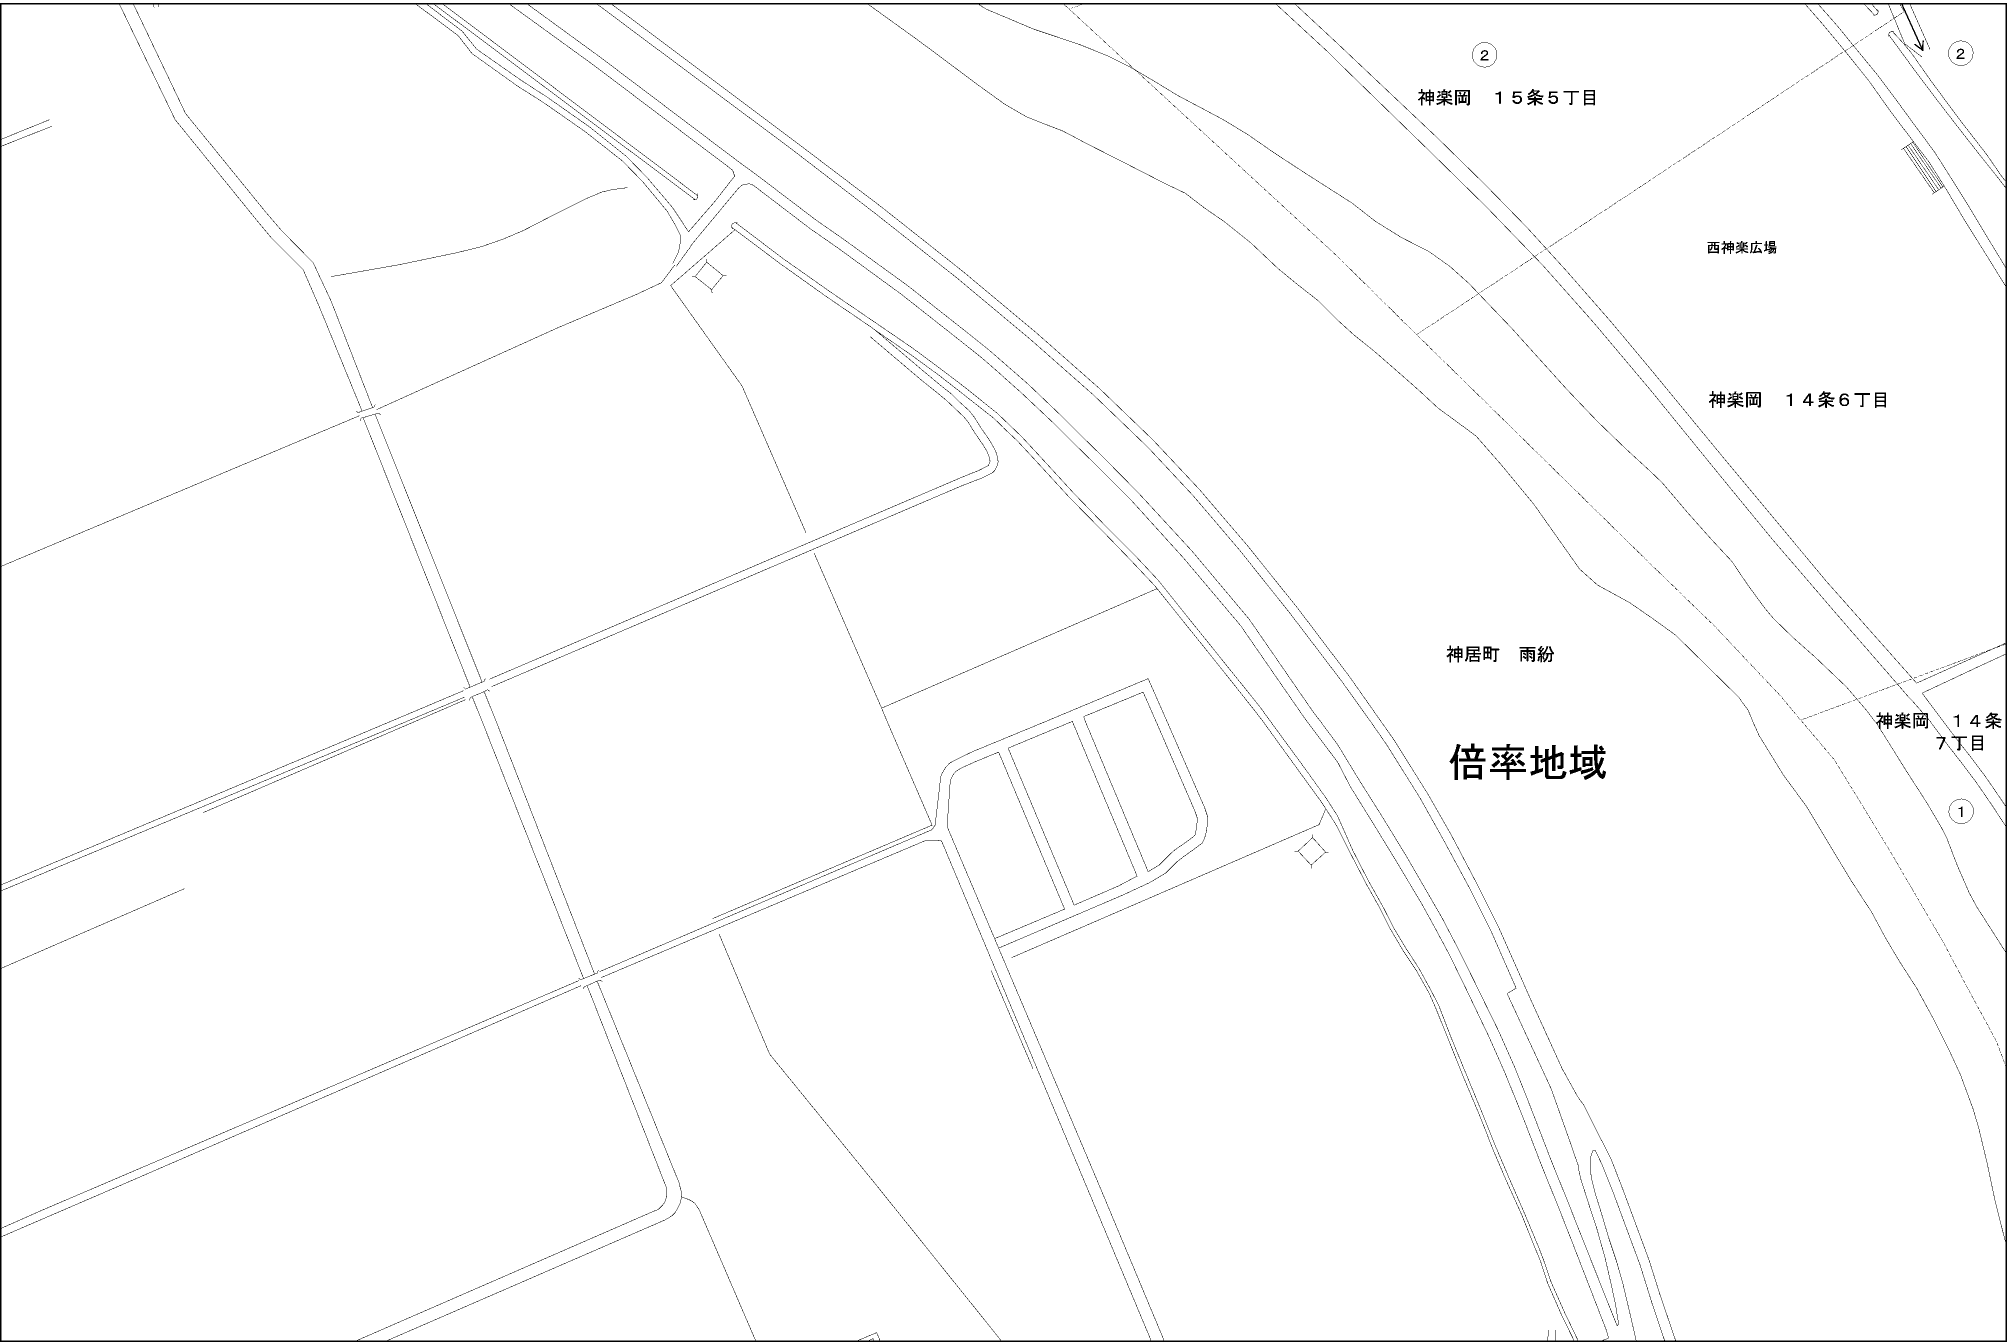 ②
②
神楽岡　１５条５丁目
西神楽広場
神楽岡　１４条６丁目
神居町　雨紛
神楽岡　１４条
７丁目
倍率地域
①